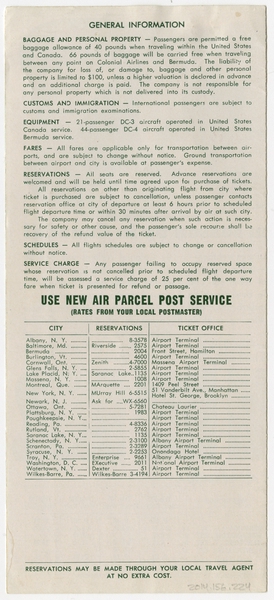 GENERAL INFORMATION
BAGGAGE AND PERSONAL PROPERTY — Passengers are permitted a free
baggage allowance of 40 pounds when traveling within the United States
and Canada. 66 pounds of baggage will be carried free when traveling
between any point on Colonial Airlines and Bermuda. The liability of
the company for loss of, or damage to, baggage and other personal
property is limited to $100, unless a higher valuation is declared in advance
and an additional charge is paid. The company is not responsible
for any personal property which is not delivered into its custody.
CUSTOMS AND IMMIGRATION — International passengers are subject to
customs and immigration examinations.
EQUIPMENT — 21-passenger DC-3 aircraft operated in United States
Canada service. 44-passenger DC-4 aircraft operated in United States
Bermuda service.
FARES — All fares are applicable only for transportation between air-
ports, and are subject to change without notice. Ground transportation
between airport and city is available at passenger's expense.
RESERVATIONS — All seats are reserved. Advance reservations are
welcomed and will be held until time agreed upon for purchase of tickets.
All reservations on other than originating flight from city where
ticket is purchased are subject to cancellation, unless passenger contacts
reservation office at city of departure at least 6 hours prior to scheduled
flight departure time or within 30 minutes after arrival by air at such city.
The company may cancel any reservation when such action is neces-
sary for safety or other cause, and the passenger's sole recourse shall be
recovery of the refund value of the ticket.
SCHEDULES — All flights schedules are subject to change or cancellation
without notice.
SERVICE CHARGE — Any passenger failing to occupy reserved space
whose reservation is not cancelled prior to scheduled flight departure
time, will be assessed a service charge of 25 per cent of the one way
fare when ticket is presented for refund or passage.
USE NEW AIR PARCEL POST SERVICE
(RATES FROM YOUR LOCAL POSTMASTER)
CITY RESERVATIONS TICKET OFFICE
Albany, N. Y. 8-3578 Airport Terminal
Baltimore, Md. Riverside 2575 Airport Terminal
Bermuda 2004 Front Street, Hamilton
Burlington, Vt. 4600 Airport Terminal
Cornwall, Ont. Zenith 4-7000 Massena Airport Terminal
Glens Falls, N. Y. 2-5855 Airport Terminal
Lake Placid, N. Y. Saranac Lake 1135 Airport Terminal
Massena, N. Y. 1008 Airport Terminal
Montreal, Que. MArquette 2201 1409 Peel Street
51 Vanderbilt Ave., Manhattan
New York, N. Y. MUrray Hill 6-5515 Hotel St. George, Brooklyn
Newark, N. J. Ask for WX-6560
Ottawa, Ont. 5-7281 Chateau Laurier
Plattsburg, N. Y. 1983 Airport Terminal
Poughkeepsie, N. Y. Airport Terminal
Reading, Pa. 4-8336 Airport Terminal
Rutland, Vt. 2762 Airport Terminal
Saranac Lake, N. Y. 1135 Airport Terminal
Schenectady, N. Y. 2-3100 Albany Airport Terminal
Scranton, Pa. 2-3289 Airport Terminal
Syracuse, N. Y. 2-2253 Onondaga Hotel
Troy, N. Y. Enterprise 9661 Albany Airport Terminal
Washington, D. C. Executive 2011 National Airport Terminal
Watertown, N. Y. Dexter 51 Airport Terminal
Wilkes-Barre, Pa. Wilkes-Barre 3-4194 Airport Terminal
RESERVATIONS MAY BE MADE THROUGH YOUR LOCAL TRAVEL AGENT
AT NO EXTRA COST.